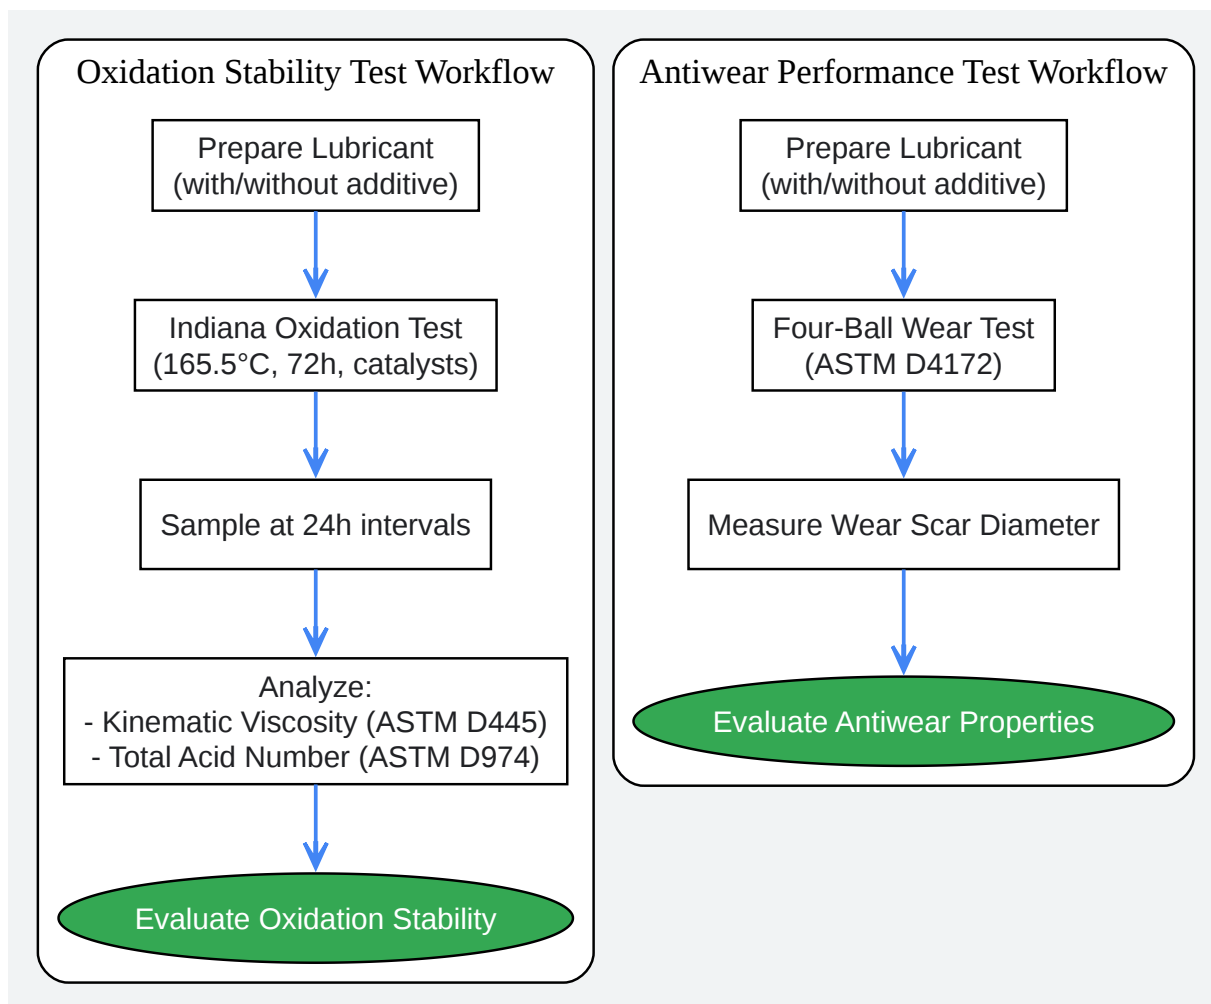 Oxidation Stability Test Workflow
Prepare Lubricant
(with/without additive)
Indiana Oxidation Test
(165.5°C, 72h, catalysts)
Sample at 24h intervals
Analyze:
- Kinematic Viscosity (ASTM D445)
- Total Acid Number (ASTM D974)
Evaluate Oxidation Stability
Antiwear Performance Test Workflow
Prepare Lubricant
(with/without additive)
Four-Ball Wear Test
(ASTM D4172)
Measure Wear Scar Diameter
Evaluate Antiwear Properties